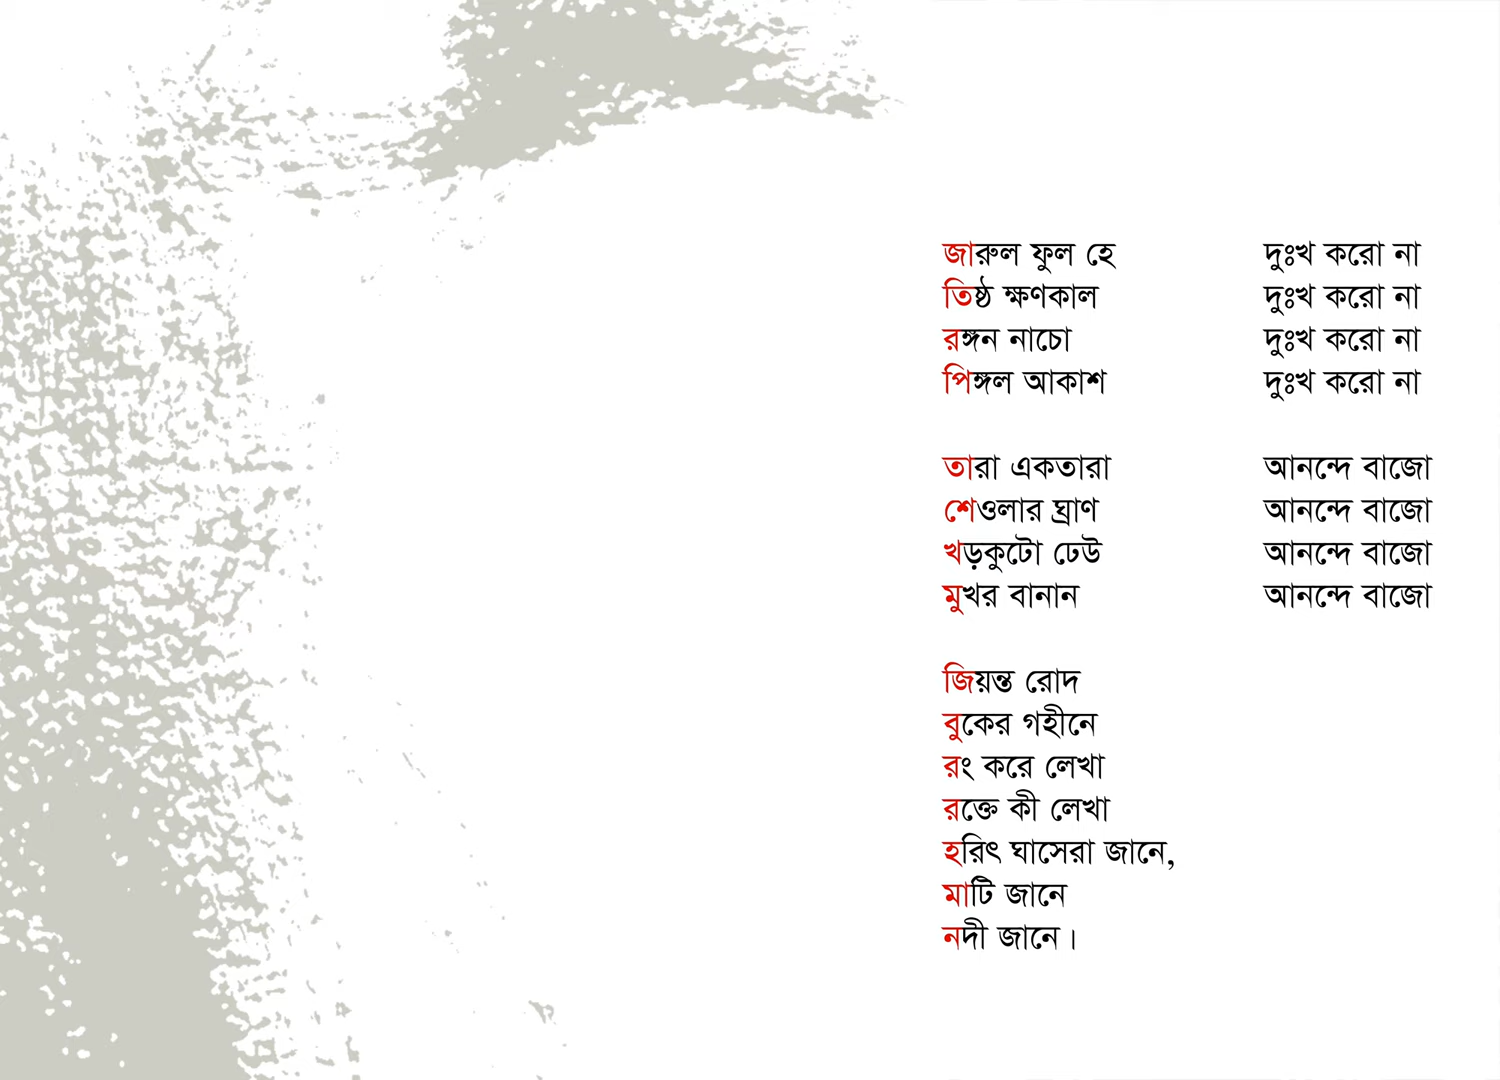 জারুল ফুল হে দুঃখ করো না
তিষ্ঠ ক্ষণকাল দুঃখ করো না
রঙ্গন নাচো দুঃখ করো না
পিঙ্গল আকাশ দুঃখ করো না
তারা একতারা আনন্দে বাজো
শেওলার ঘ্রাণ আনন্দে বাজো
খড়কুটো ঢেউ আনন্দে বাজো
মুখর বানান আনন্দে বাজো
জিয়ন্ত রোদ
বুকের গহীনে
রং করে লেখা
রক্তে কী লেখা
হরিৎ ঘাসেরা জানে,
মাটি জানে
নদী জানে।